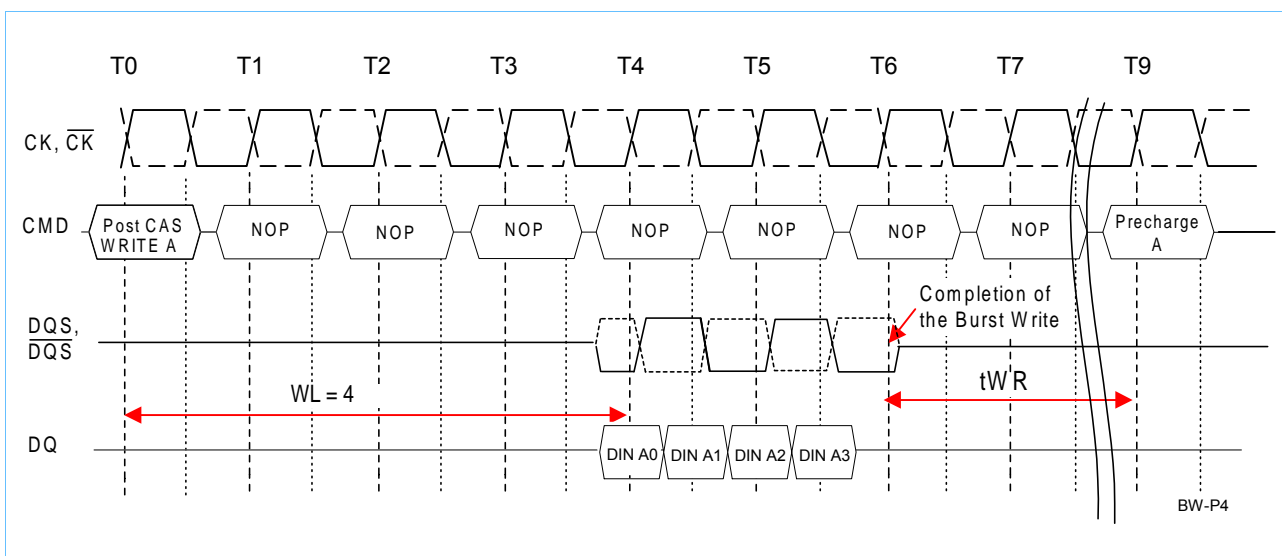 T0 T1 T2 T3 T4 T5 T6 T7 T9
CK, CK
CMD
Post CAS
WRITE A
NOP NOP NOP NOP NOP NOP NOP
Precharge
A
DQS,
DQS
Completion of
the Burst Write
WL = 4
tWR
DQ
DIN A0 DIN A1 DIN A2 DIN A3
BW-P4